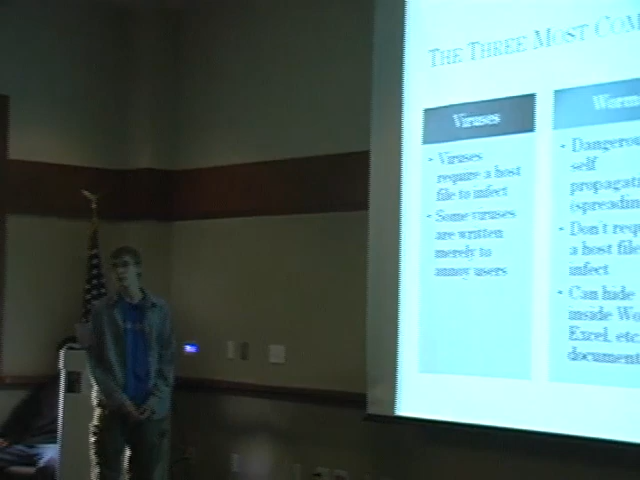 THE THREE MOST COM
Viruses
• Viruses
require a host
file to infect
• Some viruses
are written
merely to
annoy users
Worm
• Dangerou
self
propagat
(spreadin
• Don't req
a host file
infect
• Can hide
inside Wo
Excel, etc
document